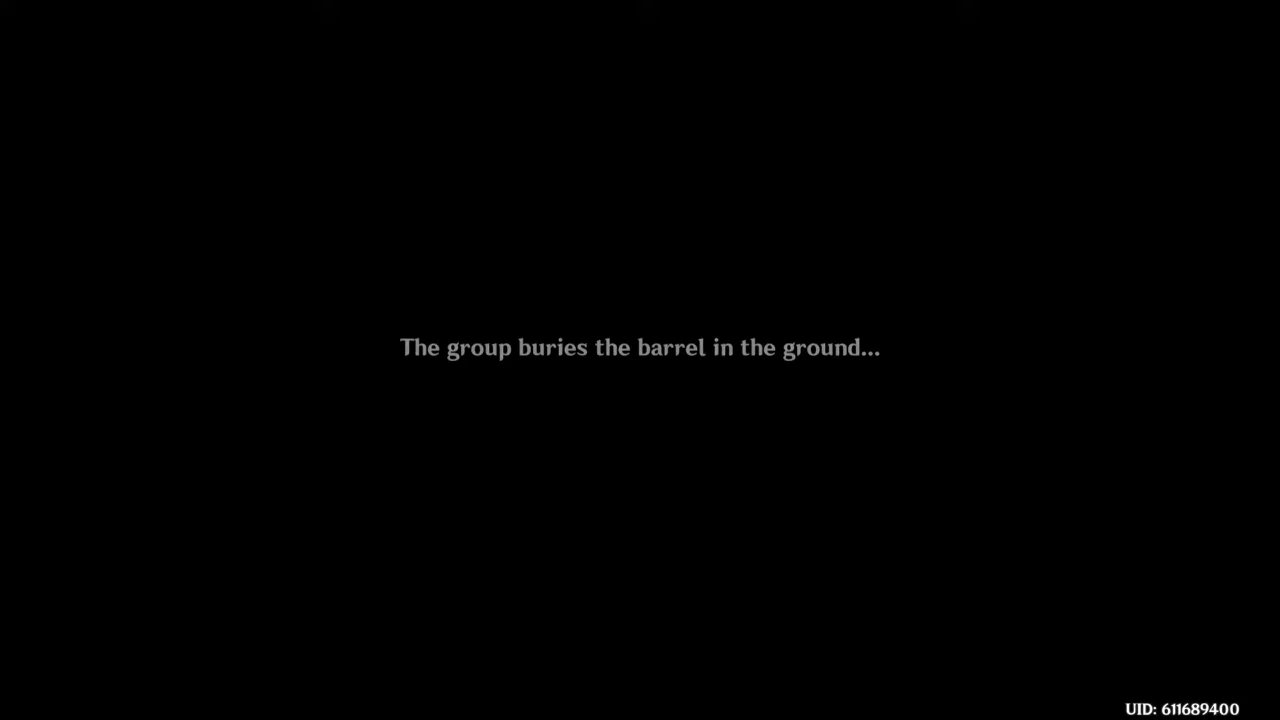 The group buries the barrel in the ground...
UID: 611689400